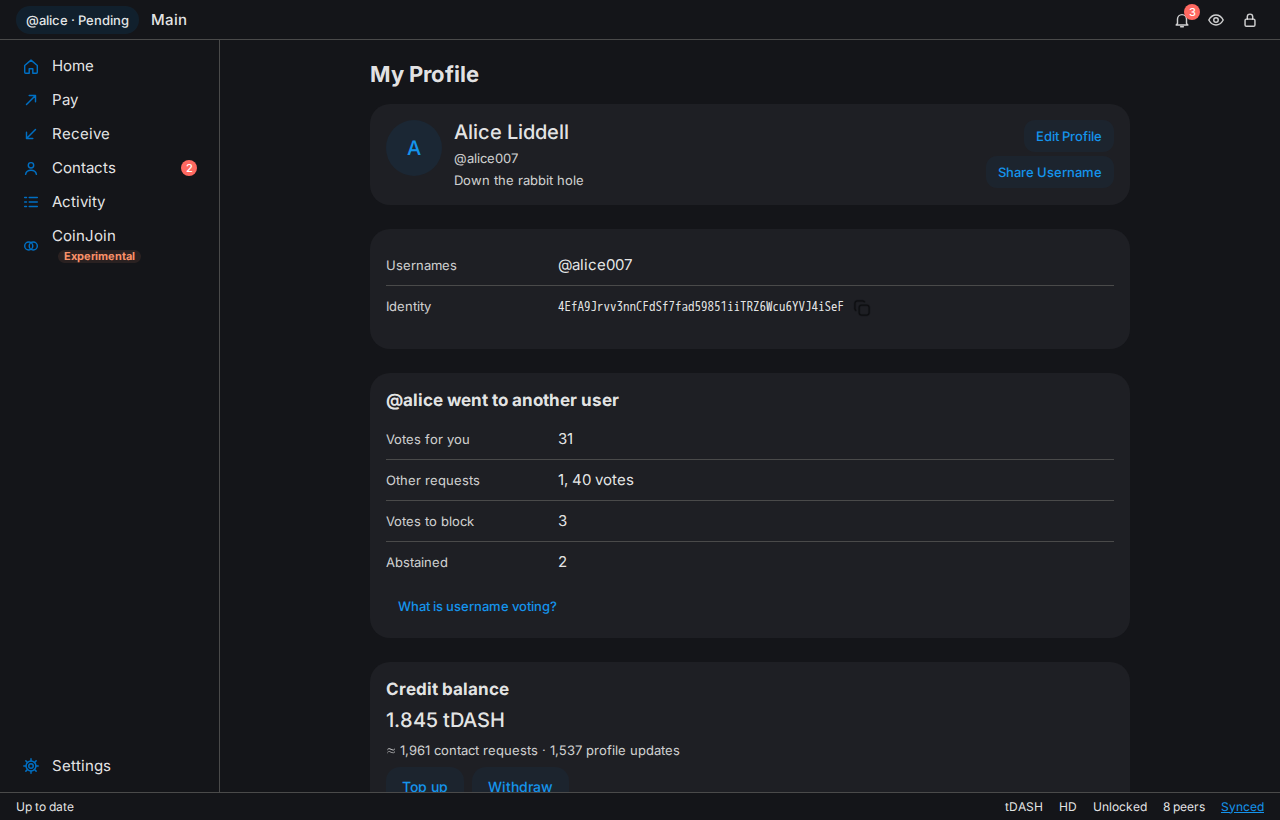 @alice · Pending Main 3
Home
Pay
Receive
Contacts 2
Activity
CoinJoin
Experimental
Settings
My Profile
A
Alice Liddell
@alice007
Down the rabbit hole
Edit Profile
Share Username
Usernames @alice007
Identity 4EfA9Jrvv3nnCFdSf7fad59851iiTRZ6Wcu6YVJ4iSeF
@alice went to another user
Votes for you 31
Other requests 1, 40 votes
Votes to block 3
Abstained 2
What is username voting?
Credit balance
1.845 tDASH
≈ 1,961 contact requests · 1,537 profile updates
Top up Withdraw
Up to date tDASH HD Unlocked 8 peers Synced